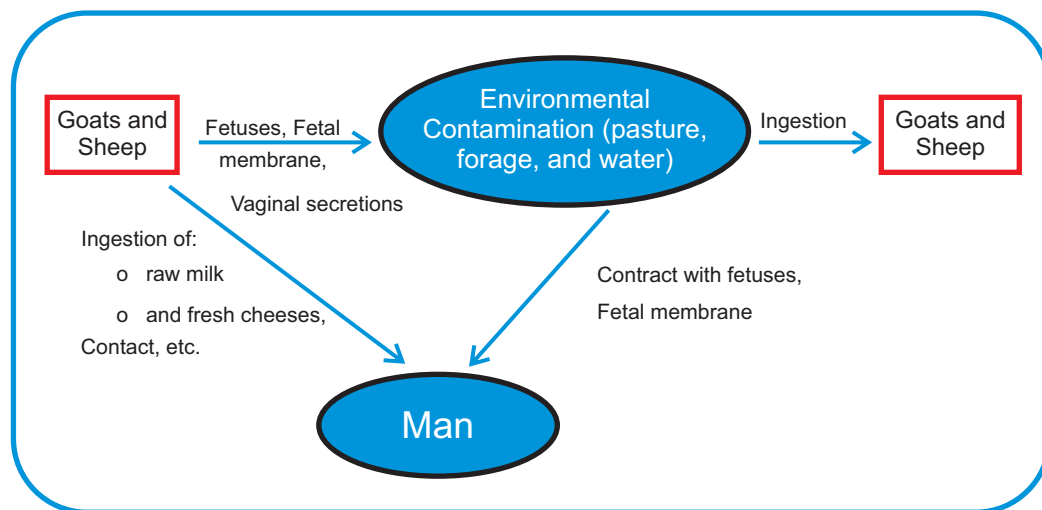 Goats and
Sheep
Fetuses, Fetal
membrane,
Vaginal secretions
Environmental
Contamination (pasture,
forage, and water)
Ingestion
Goats and
Sheep
Ingestion of:
o raw milk
o and fresh cheeses,
Contact, etc.
Contract with fetuses,
Fetal membrane
Man